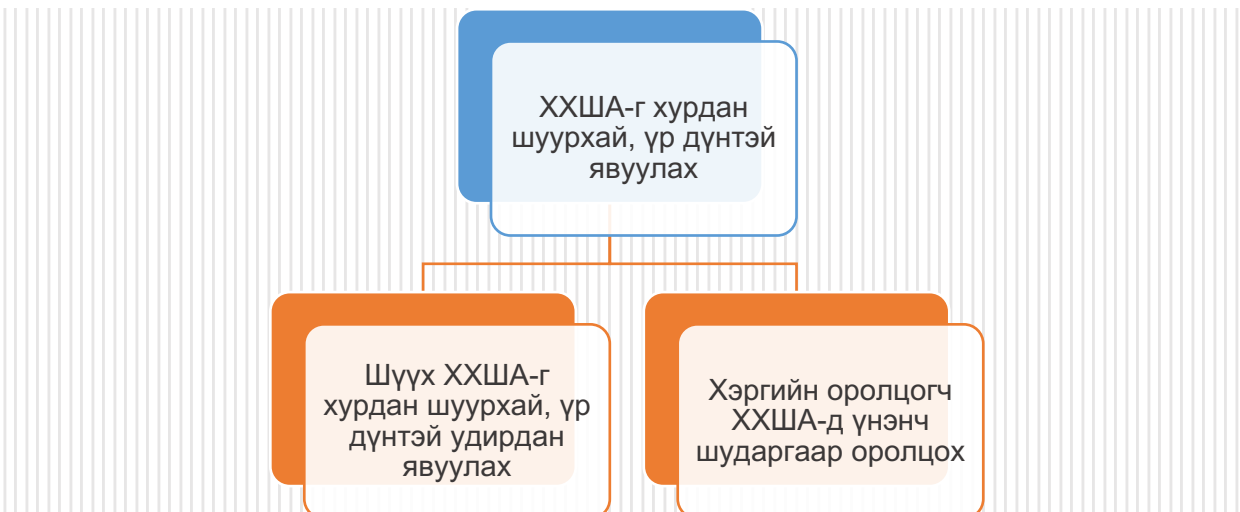 ХХША-г хурдан
шуурхай, үр дүнтэй
явуулах
Шүүх ХХША-г
хурдан шуурхай, үр
дүнтэй удирдан
явуулах
Хэргийн оролцогч
ХХША-д үнэнч
шударгаар оролцох